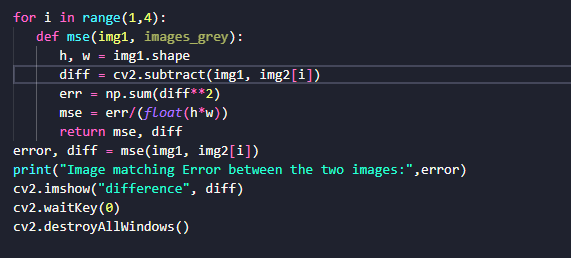 for i in range(1,4):
    def mse(img1, images_grey):
        h, w = img1.shape
        diff = cv2.subtract(img1, img2[i])
        err = np.sum(diff**2)
        mse = err/(float(h*w))
        return mse, diff
error, diff = mse(img1, img2[i])
print("Image matching Error between the two images:",error)
cv2.imshow("difference", diff)
cv2.waitKey(0)
cv2.destroyAllWindows()